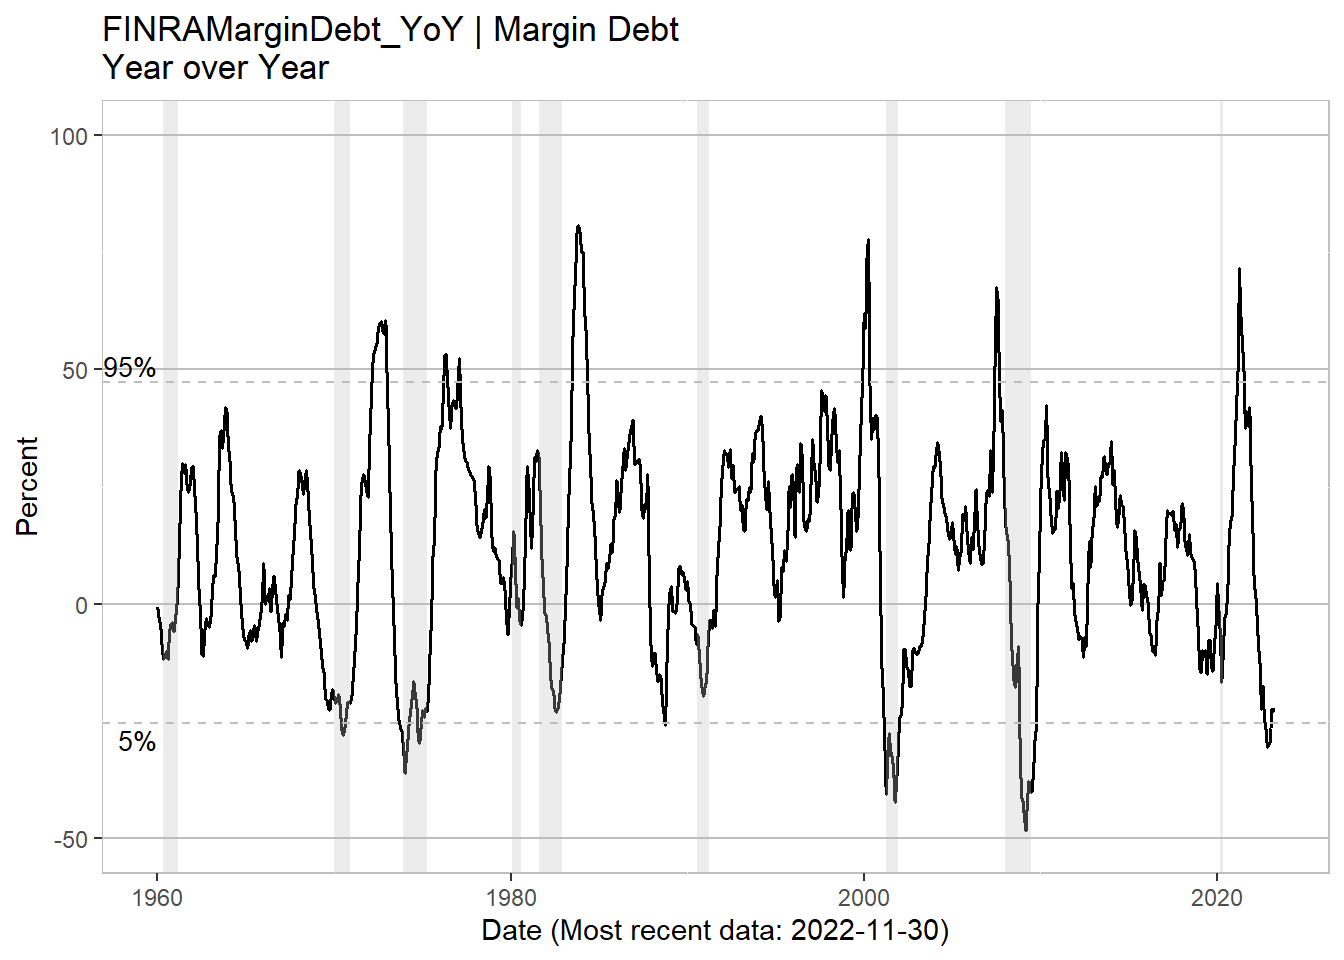 FINRAMarginDebt_YoY | Margin Debt
Year over Year
100
50
95%
Percent
0
5%
-50
1960
1980
2000
2020
Date (Most recent data: 2022-11-30)